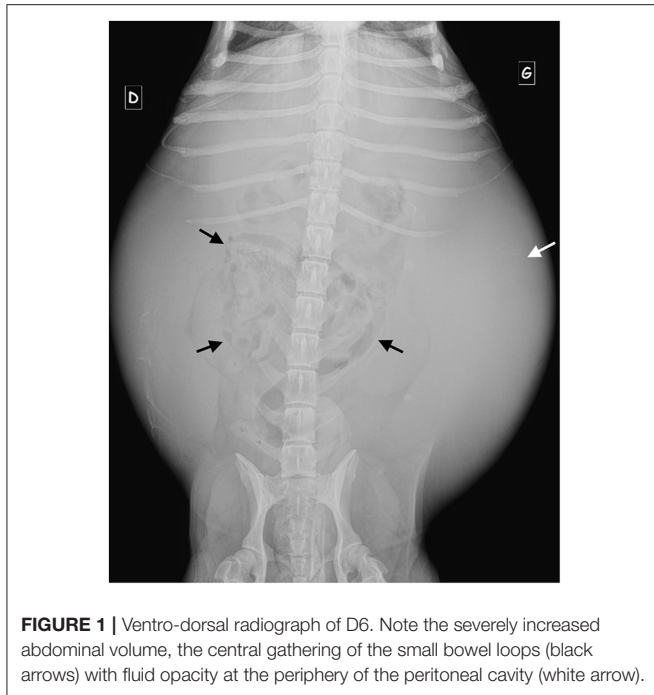 D
G
FIGURE 1 | Ventro-dorsal radiograph of D6. Note the severely increased
abdominal volume, the central gathering of the small bowel loops (black
arrows) with fluid opacity at the periphery of the peritoneal cavity (white arrow).